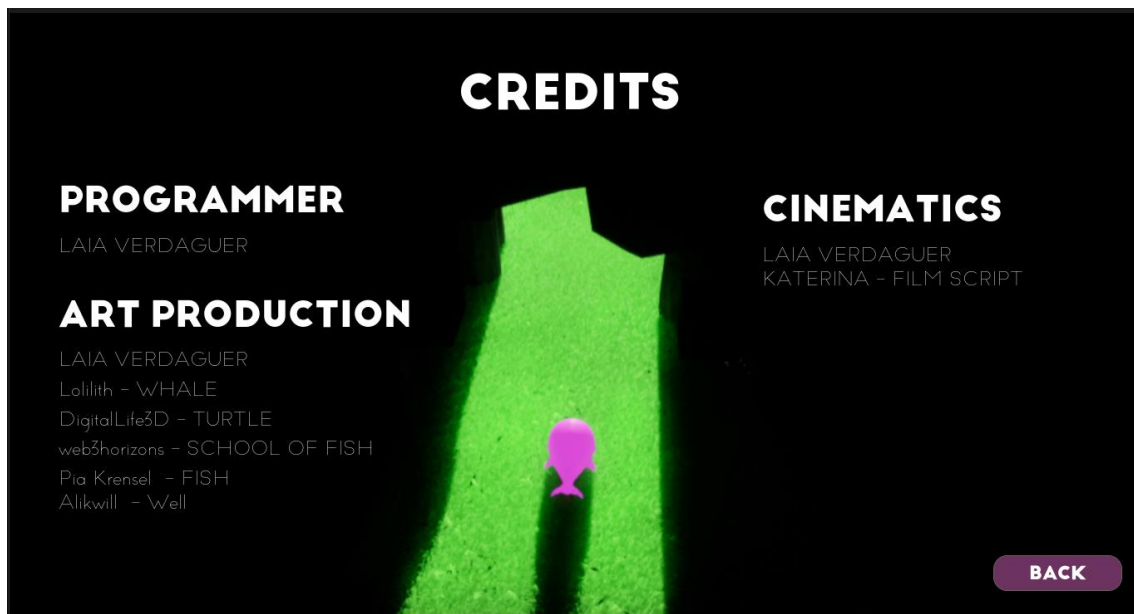 CREDITS
PROGRAMMER
LAIA VERDAGUER
ART PRODUCTION
LAIA VERDAGUER
Lolilith - WHALE
DigitalLife3D - TURTLE
web3horizons - SCHOOL OF FISH
Pia Krensel - FISH
Alikwill - Well
CINEMATICS
LAIA VERDAGUER
KATERINA - FILM SCRIPT
BACK